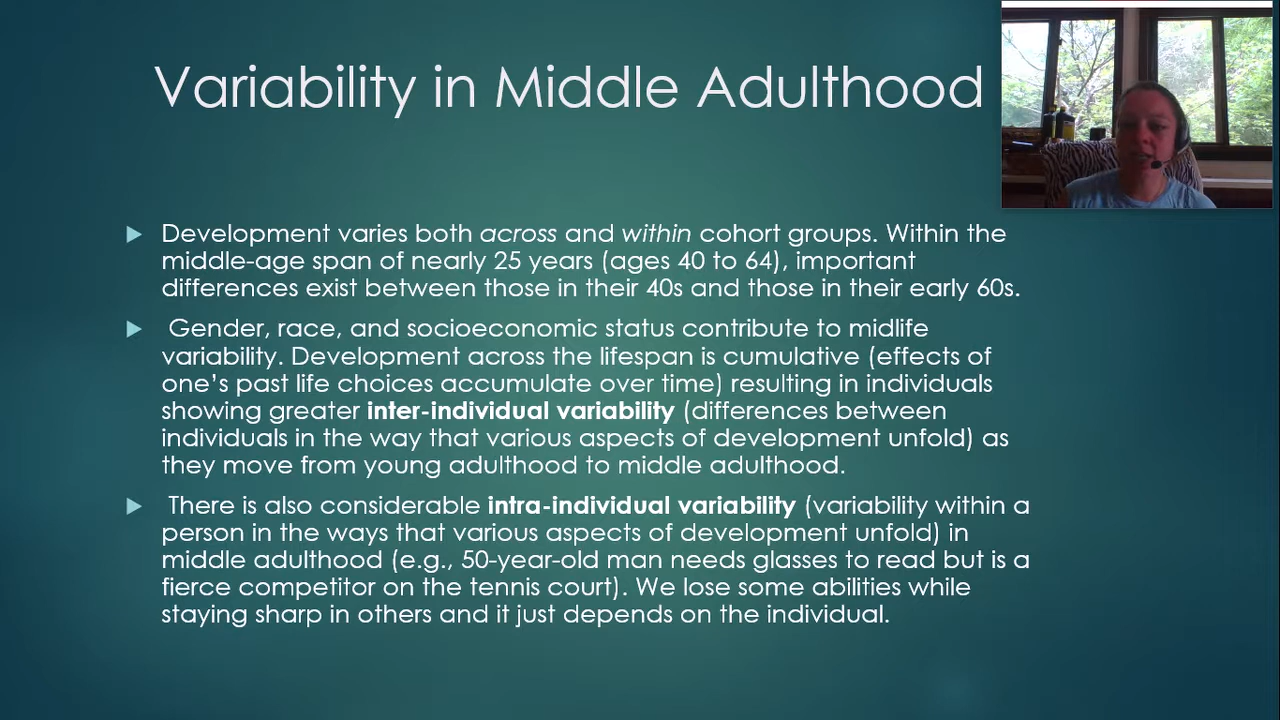 Variability in Middle Adulthood
Development varies both across and within cohort groups. Within the
middle-age span of nearly 25 years (ages 40 to 64), important
differences exist between those in their 40s and those in their early 60s.
Gender, race, and socioeconomic status contribute to midlife
variability. Development across the lifespan is cumulative (effects of
one's past life choices accumulate over time) resulting in individuals
showing greater inter-individual variability (differences between
individuals in the way that various aspects of development unfold) as
they move from young adulthood to middle adulthood.
There is also considerable intra-individual variability (variability within a
person in the ways that various aspects of development unfold) in
middle adulthood (e.g., 50-year-old man needs glasses to read but is a
fierce competitor on the tennis court). We lose some abilities while
staying sharp in others and it just depends on the individual.